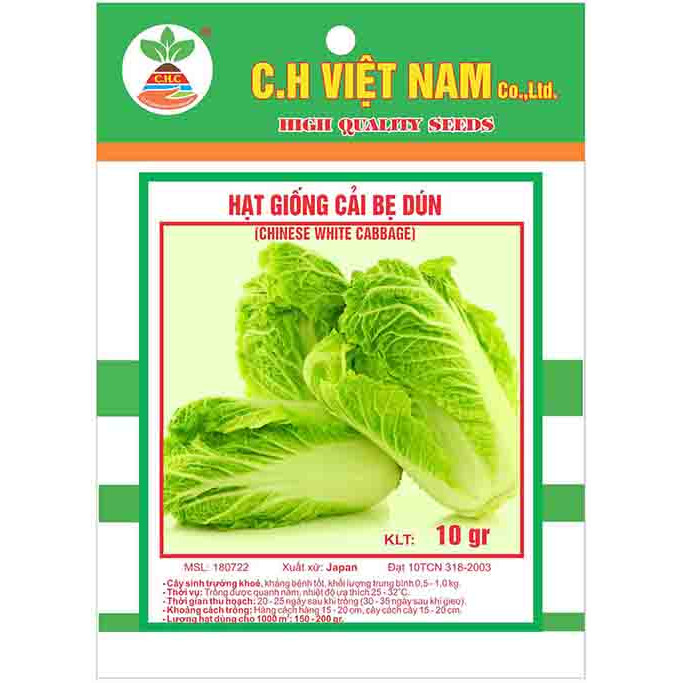 C.H.C
®
C.H VIỆT NAM Co.,Ltd.
HIGH QUALITY SEEDS
HẠT GIỐNG CẢI BẸ DÚN
(CHINESE WHITE CABBAGE)
KLT: 10 gr
MSL: 180722 Xuất xứ: Japan Đạt 10TCN 318-2003
- Cây sinh trưởng khoẻ, kháng bệnh tốt, khối lượng trung bình 0,5 - 1,0 kg.
- Thời vụ: Trồng được quanh năm, nhiệt độ ưa thích 25 - 32°C.
- Thời gian thu hoạch: 20 - 25 ngày sau khi trồng (30 - 35 ngày sau khi gieo).
- Khoảng cách trồng: Hàng cách hàng 15 - 20 cm, cây cách cây 15 - 20 cm.
- Lượng hạt dùng cho 1000 m²: 150 - 200 gr.